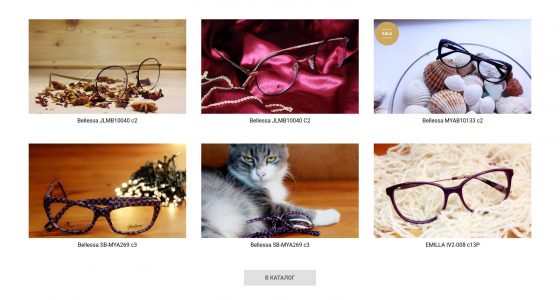 SALE
Bellessa JLMB10040 c2
Bellessa JLMB10040 C2
Bellessa MYAB10133 c2
Bellessa SB-MYA269 c3
Bellessa SB-MYA269 c3
EMILLA IV2-008 c13P
В КАТАЛОГ